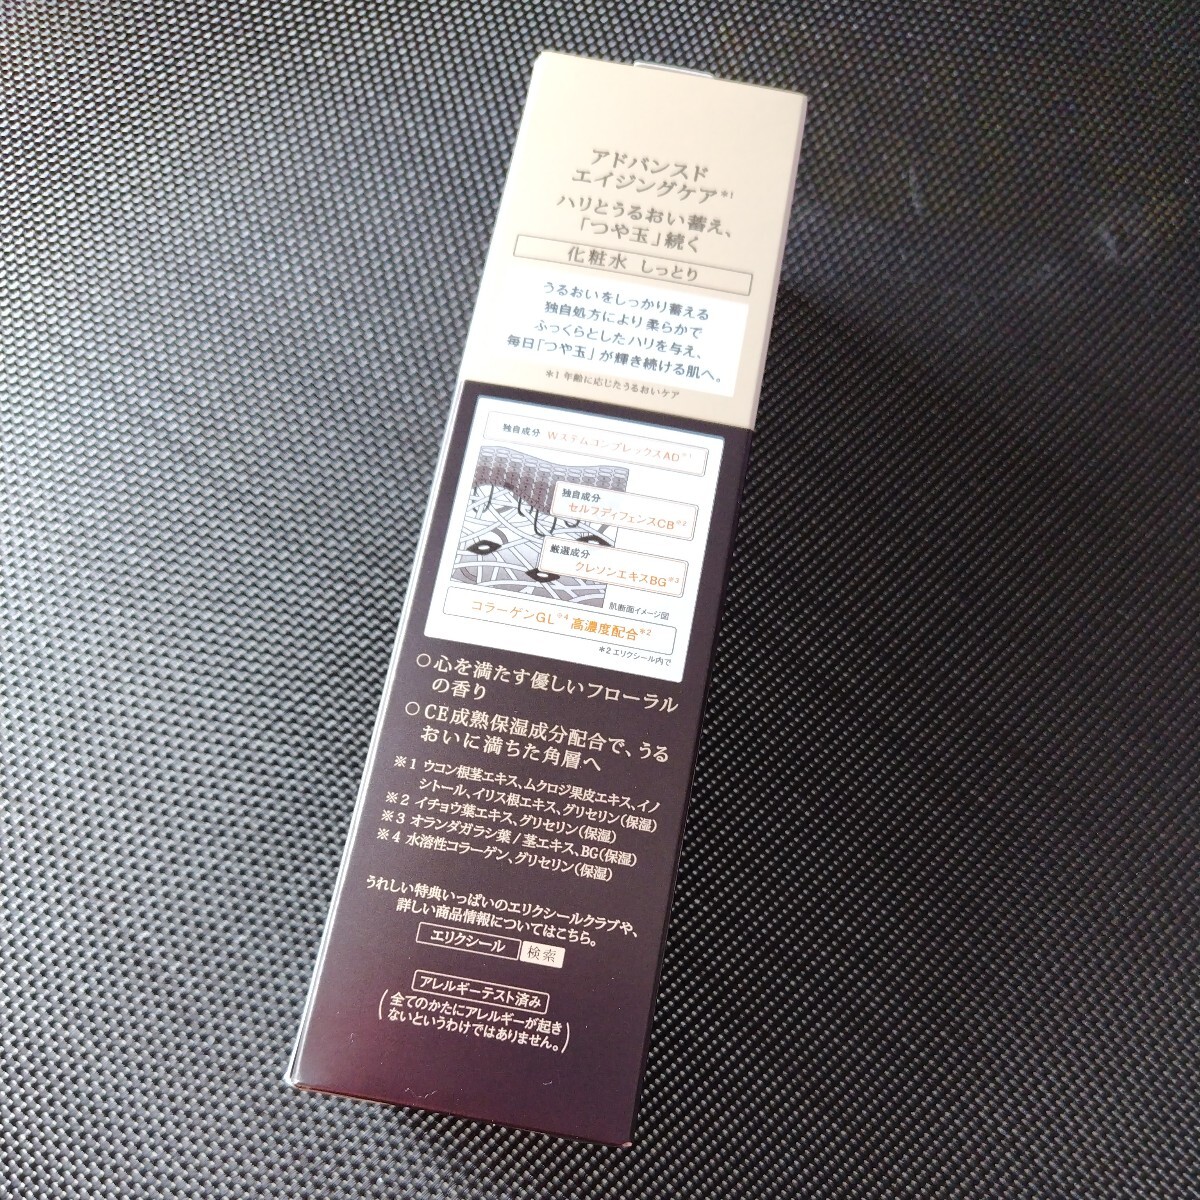 アドバンスド
エイジングケア※1
ハリとうるおい蓄え、
「つや玉」続く
化粧水 しっとり
うるおいをしっかり蓄える
独自処方により柔らかで
ふっくらとしたハリを与え、
毎日「つや玉」が輝き続ける肌へ。
※1 年齢に応じたうるおいケア
独自成分 WステムコンプレックスAD※1
独自成分
セルフディフェンスCB※2
厳選成分
クレソンエキスBG※3
肌断面イメージ図
コラーゲンGL※4 高濃度配合※2
※2 エリクシール内で
○心を満たす優しいフローラル
の香り
○CE成熟保湿成分配合で、うる
おいに満ちた角層へ
※1 ウコン根茎エキス、ムクロジ果皮エキス、イノ
シトール、イリス根エキス、グリセリン(保湿)
※2 イチョウ葉エキス、グリセリン(保湿)
※3 オランダガラシ葉/茎エキス、BG(保湿)
※4 水溶性コラーゲン、グリセリン(保湿)
うれしい特典いっぱいのエリクシールクラブや、
詳しい商品情報についてはこちら。
エリクシール 検索
アレルギーテスト済み
(全てのかたにアレルギーが起き
ないというわけではありません。)